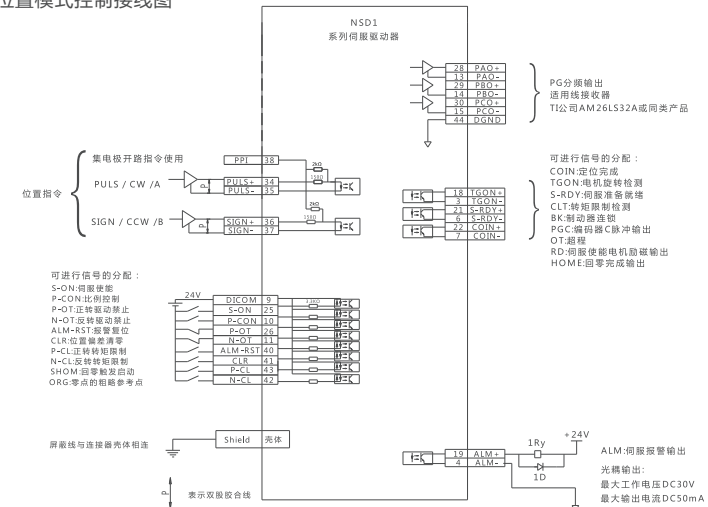 位置模式控制接线图
NSD1
系列伺服驱动器
28 PAO+
13 PAO-
29 PBO+
14 PBO-
30 PCO+
15 PCO-
44 DGND
PG分频输出
适用线接收器
TI公司AM26LS32A或同类产品
集电极开路指令使用
PPI 38
2kΩ
位置指令
PULS / CW /A
P
PULS+ 34
150Ω
PULS- 35
2kΩ
SIGN / CCW /B
P
SIGN+ 36
150Ω
SIGN- 37
18 TGON+
3 TGON-
21 S-RDY+
6 S-RDY-
22 COIN+
7 COIN-
可进行信号的分配：
COIN:定位完成
TGON:电机旋转检测
S-RDY:伺服准备就绪
CLT:转矩限制检测
BK:制动器连锁
PGC:编码器C脉冲输出
OT:超程
RD:伺服使能电机励磁输出
HOME:回零完成输出
可进行信号的分配：
S-ON:伺服使能
P-CON:比例控制
P-OT:正转驱动禁止
N-OT:反转驱动禁止
ALM-RST:报警复位
CLR:位置偏差清零
P-CL:正转转矩限制
N-CL:反转转矩限制
SHOM:回零触发启动
ORG:零点的粗略参考点
24V
DICOM 9
3.3KΩ
S-ON 25
P-CON 10
P-OT 26
N-OT 11
ALM-RST 40
CLR 41
P-CL 43
N-CL 42
屏蔽线与连接器壳体相连
Shield 壳体
P
表示双股胶合线
19 ALM+
4 ALM-
1Ry
+24V
1D
ALM:伺服报警输出
光耦输出:
最大工作电压DC30V
最大输出电流DC50mA